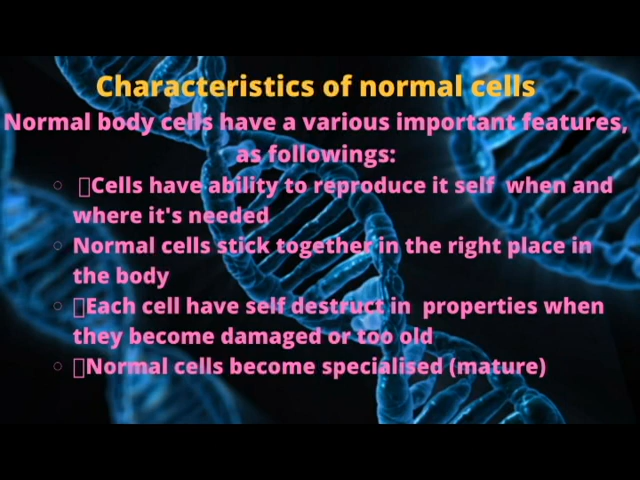 Characteristics of normal cells
Normal body cells have a various important features,
as followings:
○ ▯Cells have ability to reproduce it self  when and
where it's needed
○ Normal cells stick together in the right place in
the body
○ ▯Each cell have self destruct in  properties when
they become damaged or too old
○ ▯Normal cells become specialised (mature)